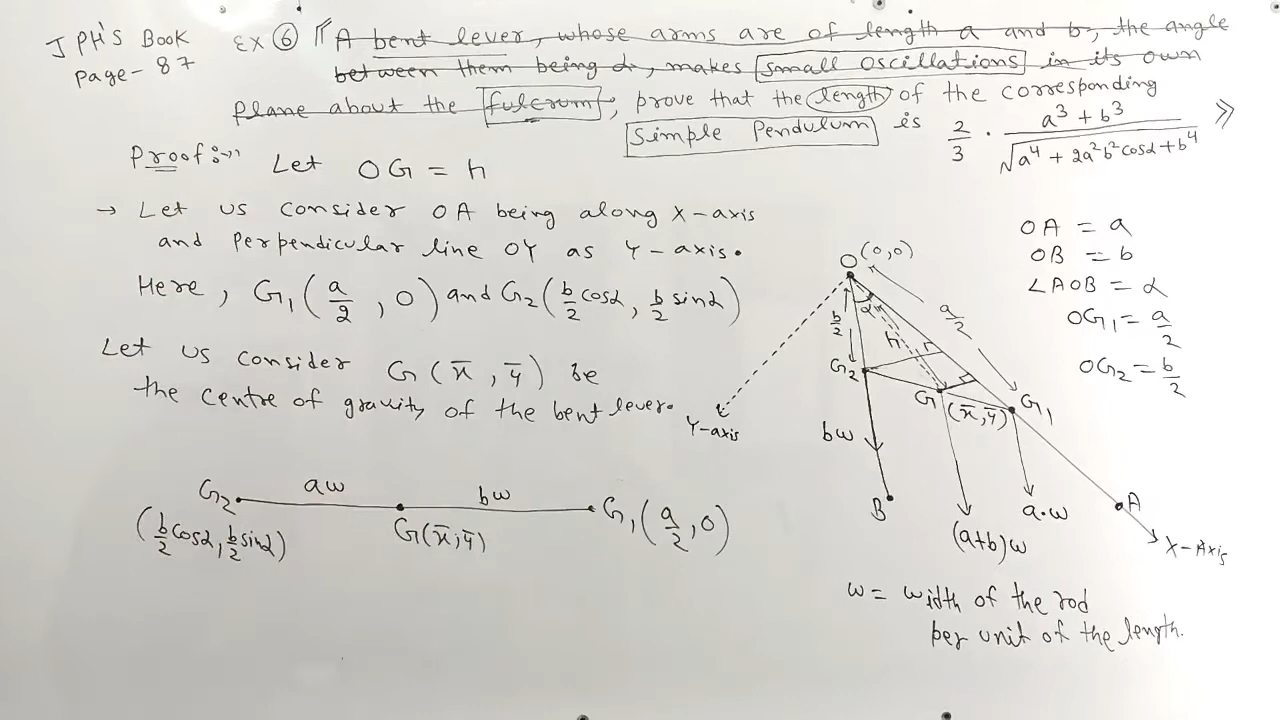 J PH'S Book
page - 87
Ex ⑥ "A bent lever, whose arms are of length a and b, the angle
between them being α, makes small oscillations in its own
plane about the fulcrum, prove that the length of the corresponding
Simple Pendulum is 2/3 · (a³ + b³)/√(a⁴ + 2a²b²cosα + b⁴) »
Proof:→ Let OG = h
→ Let us consider OA being along X-axis
and perpendicular line OY as Y-axis.
Here, G₁(a/2, 0) and G₂(b/2 cosα, b/2 sinα)
Let us consider G(x̄, ȳ) be
the centre of gravity of the bent lever.
OA = a
OB = b
∠AOB = α
OG₁ = a/2
OG₂ = b/2
O(0,0)
α
b/2
h
a/2
G₂
G(x̄, ȳ)
G₁
Y-axis
bw
B
(a+b)w
a·w
A
X-Axis
G₂ aw bw G₁(a/2, 0)
(b/2 cosα, b/2 sinα) G(x̄, ȳ)
w = width of the rod
per unit of the length.